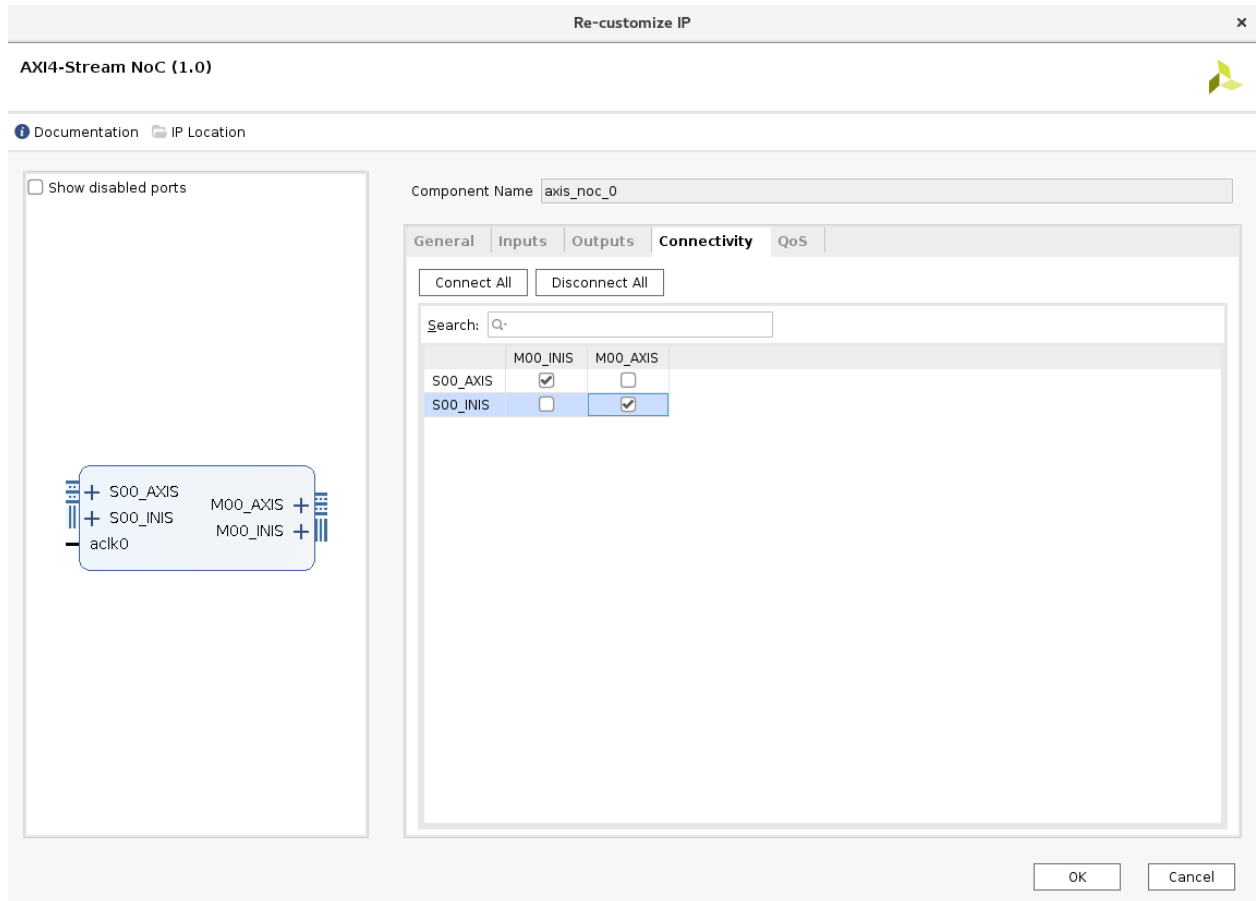 Re-customize IP
AXI4-Stream NoC (1.0)
Documentation IP Location
Show disabled ports
S00_AXIS
S00_INIS
aclk0
M00_AXIS
M00_INIS
Component Name axis_noc_0
General Inputs Outputs Connectivity QoS
Connect All Disconnect All
Search:
M00_INIS M00_AXIS
S00_AXIS
S00_INIS
OK Cancel